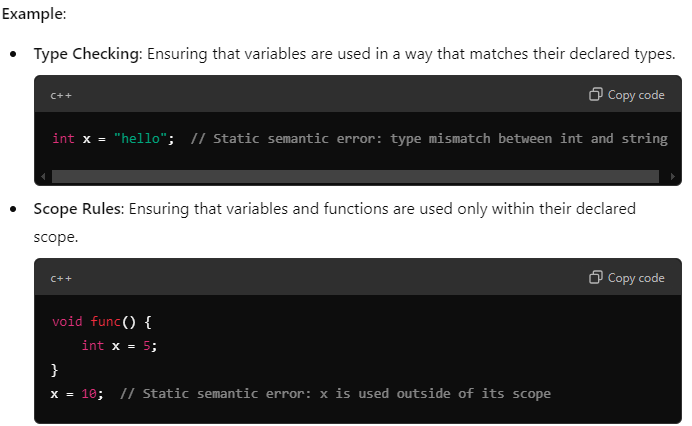 Example:
Type Checking: Ensuring that variables are used in a way that matches their declared types.
c++
Copy code
int x = "hello";  // Static semantic error: type mismatch between int and string
Scope Rules: Ensuring that variables and functions are used only within their declared
scope.
c++
Copy code
void func() {
    int x = 5;
}
x = 10;  // Static semantic error: x is used outside of its scope